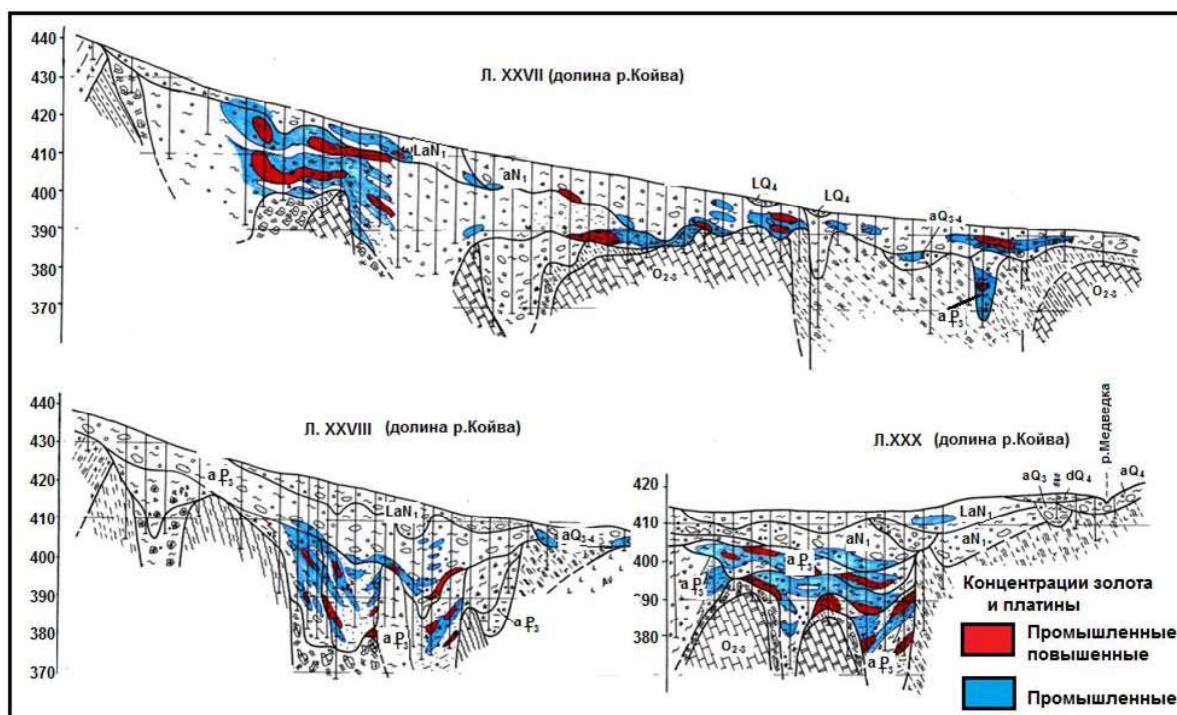 Л. XXVII (долина р.Койва)
440
430
420
410
400
390
380
370
LaN₁
aN₁
LQ₄
LQ₄
aQ₃₋₄
O₂₋₃
O₂₋₃
aP₃
Л. XXVIII (долина р.Койва)
440
430
420
410
400
390
380
370
aP₃
LaN₁
aQ₃₋₄
aP₃
aP₃
Л.XXX (долина р.Койва)
р.Медведка
420
410
400
390
380
aQ₃
dQ₄
aQ₄
LaN₁
aN₁
aN₁
aP₃
aP₃
O₂₋₃
aP₃
Концентрации золота
и платины
Промышленные
повышенные
Промышленные